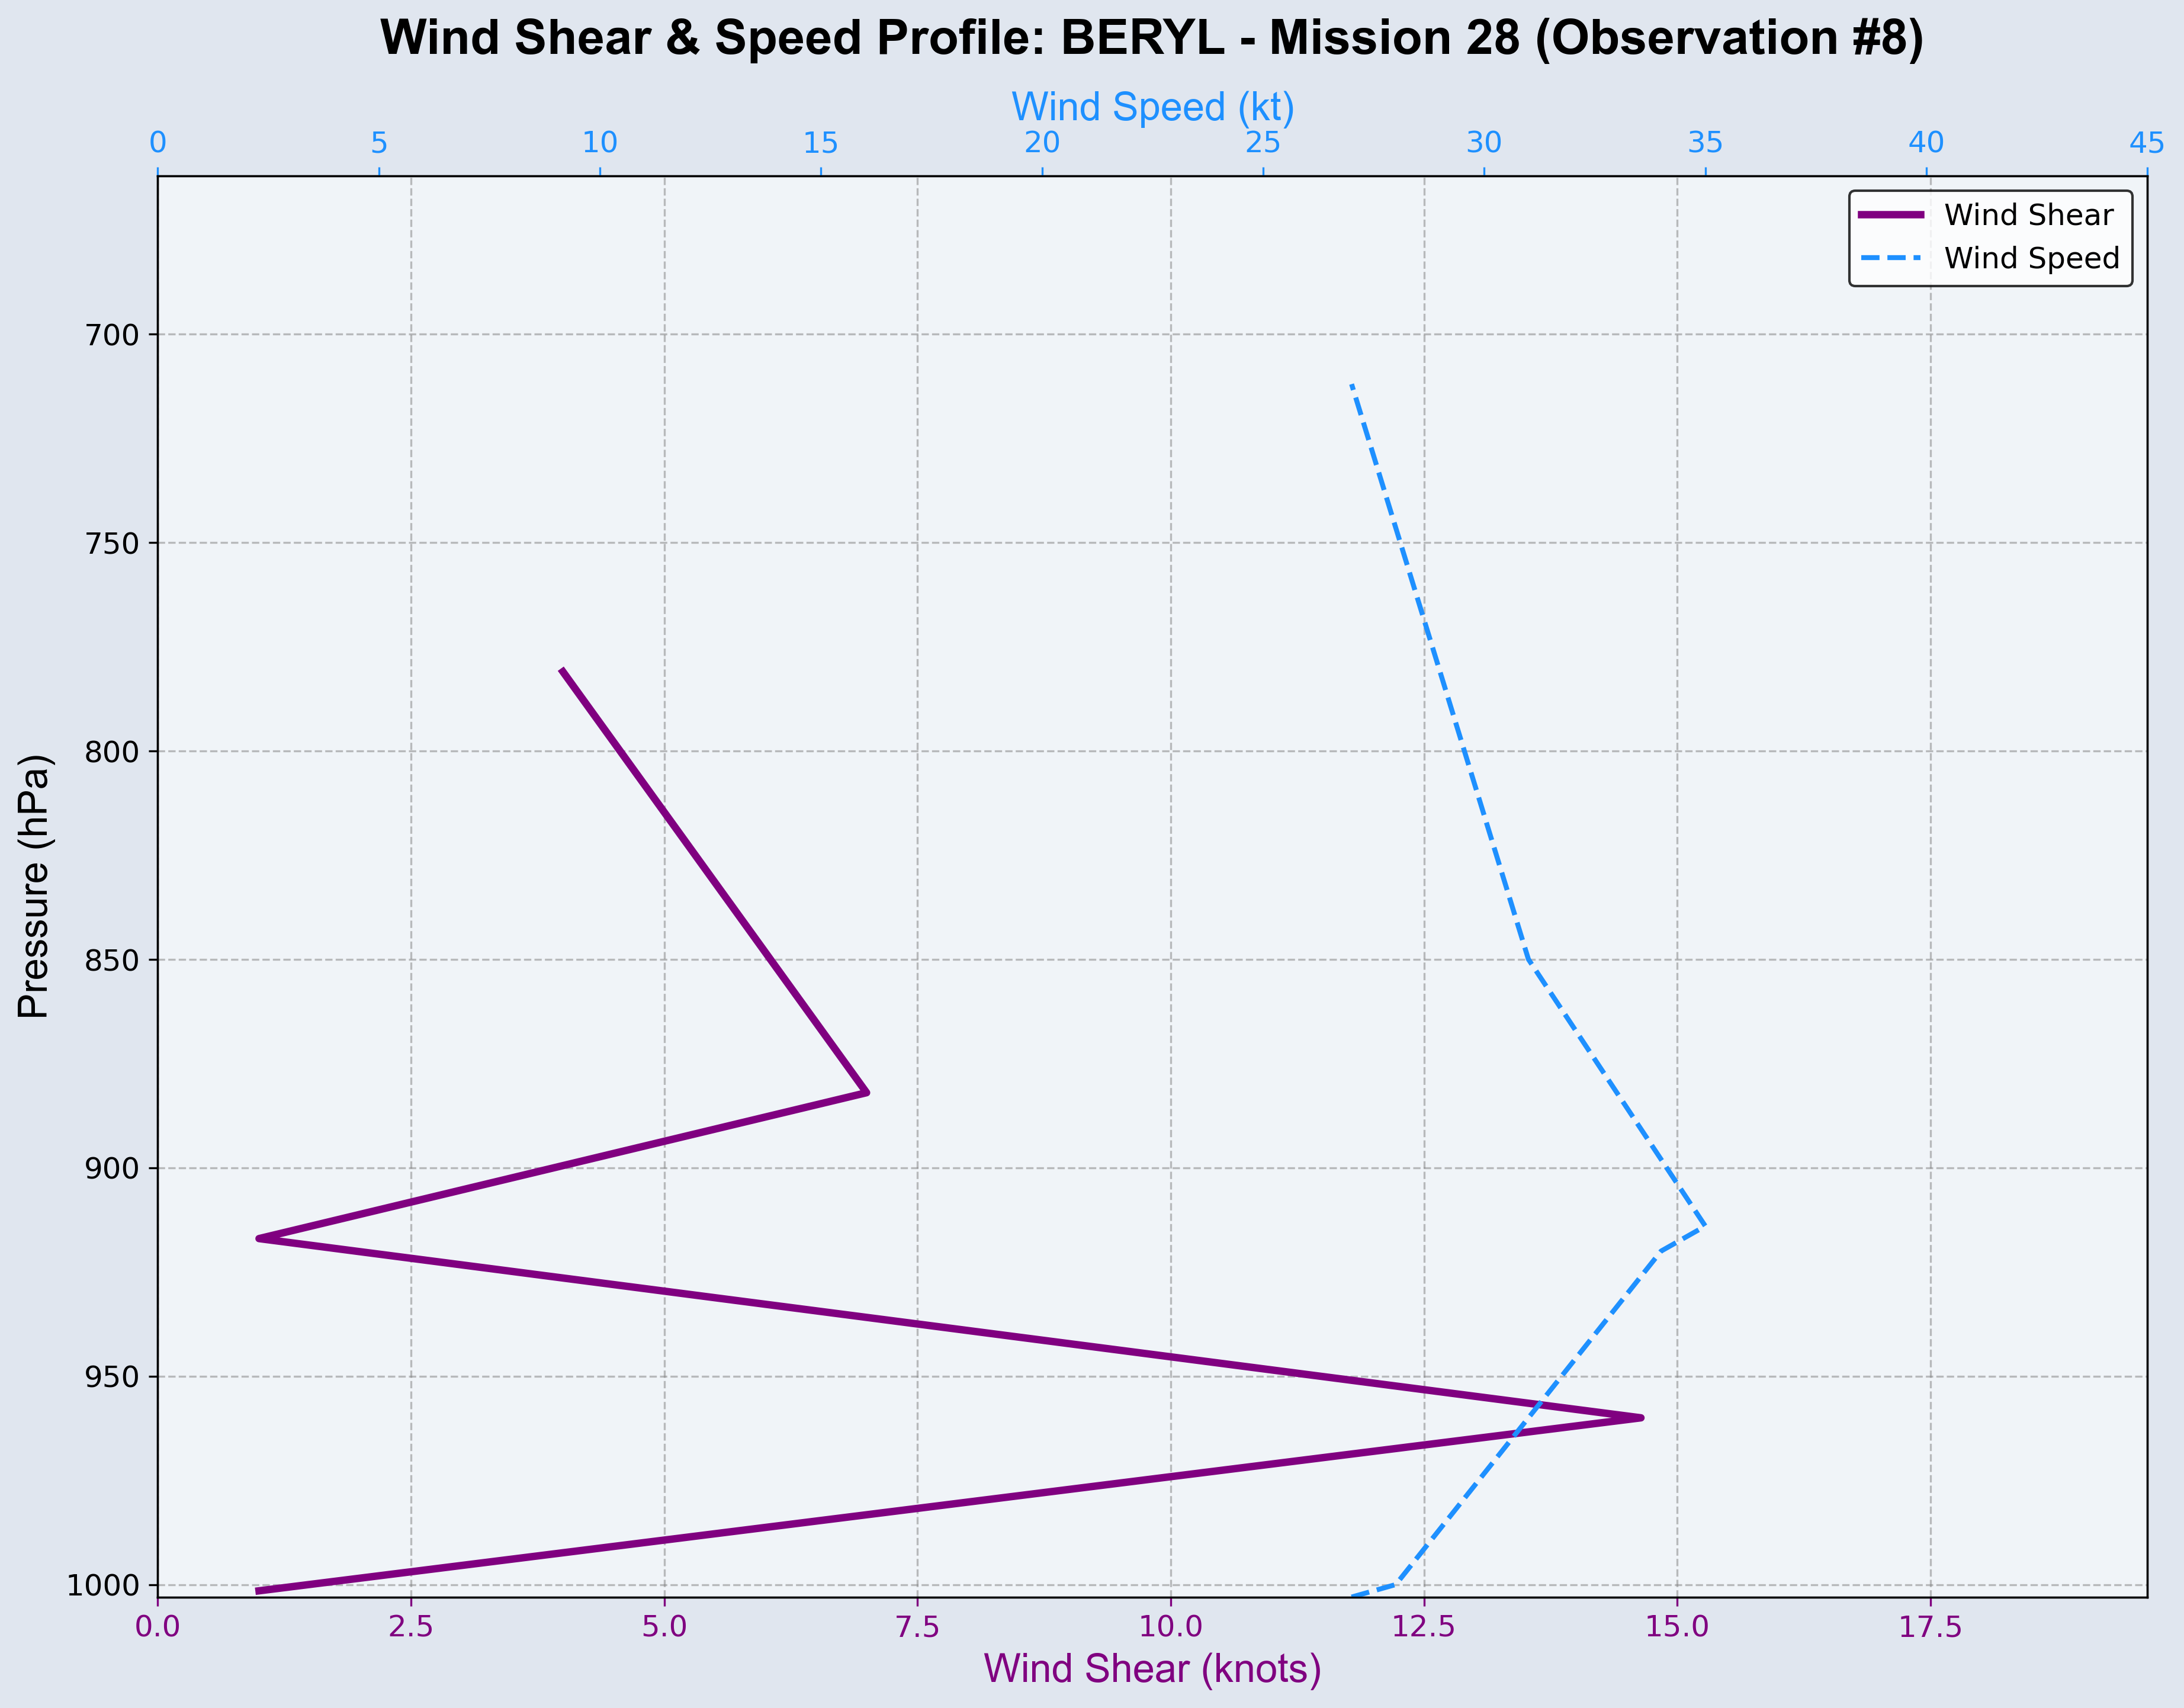 Wind Shear & Speed Profile: BERYL - Mission 28 (Observation #8)
Wind Speed (kt)
0 5 10 15 20 25 30 35 40 45
Wind Shear
Wind Speed
700
750
800
850
900
950
1000
Pressure (hPa)
0.0 2.5 5.0 7.5 10.0 12.5 15.0 17.5
Wind Shear (knots)